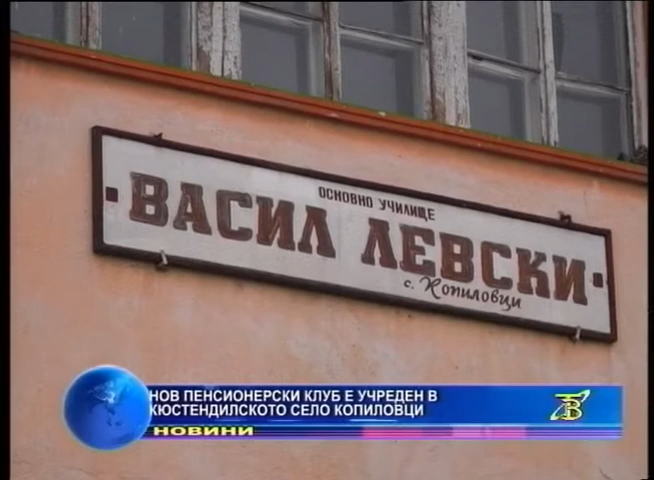 ОСНОВНО УЧИЛИЩЕ
ВАСИЛ ЛЕВСКИ
с. Копиловци
НОВ ПЕНСИОНЕРСКИ КЛУБ Е УЧРЕДЕН В
КЮСТЕНДИЛСКОТО СЕЛО КОПИЛОВЦИ
НОВИНИ